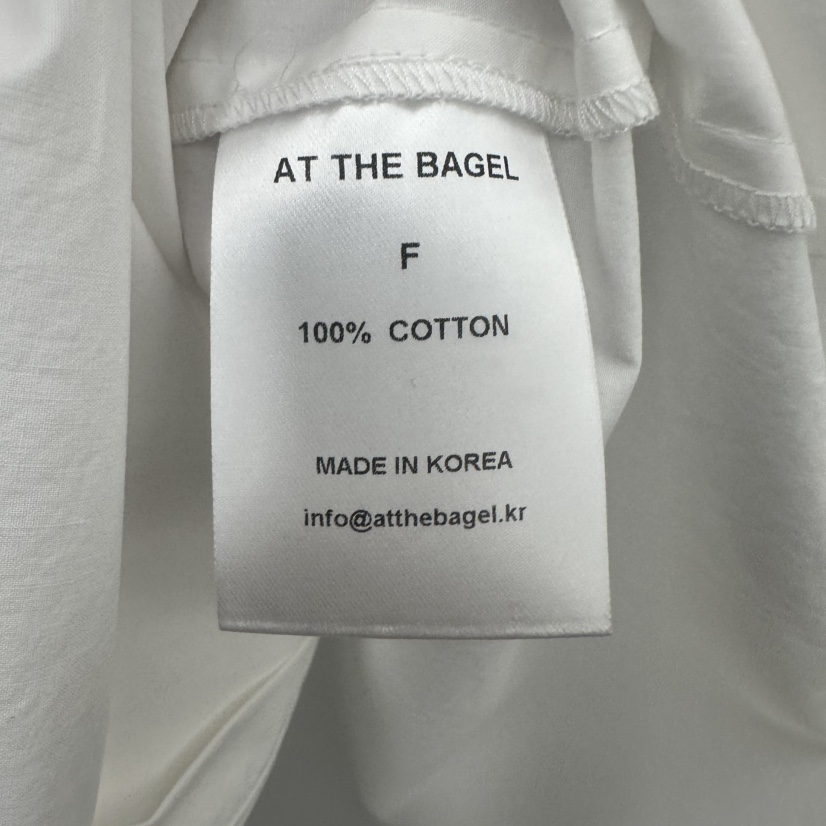 AT THE BAGEL
F
100% COTTON
MADE IN KOREA
info@atthebagel.kr